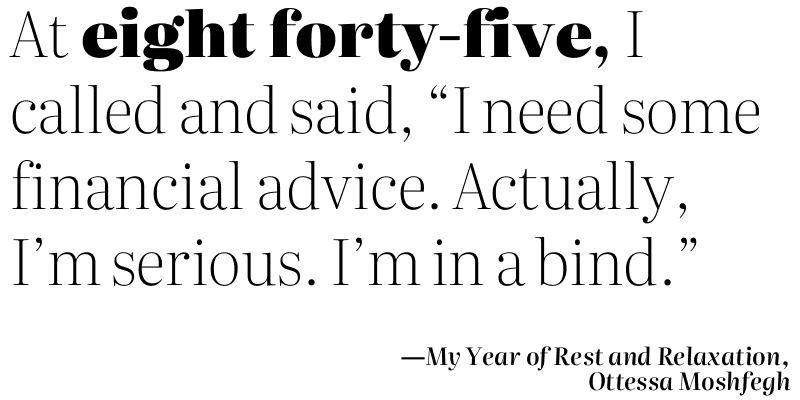 At eight forty-five, I
called and said, “I need some
financial advice. Actually,
I’m serious. I’m in a bind.”
—My Year of Rest and Relaxation,
Ottessa Moshfegh